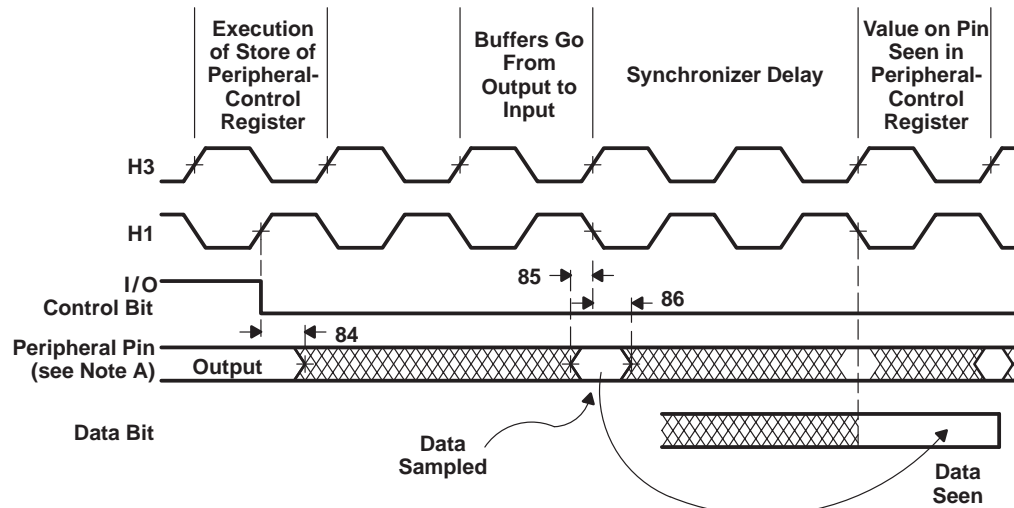 Execution
of Store of
Peripheral-
Control
Register
Buffers Go
From
Output to
Input
Synchronizer Delay
Value on Pin
Seen in
Peripheral-
Control
Register
H3
H1
I/O
Control Bit
85
86
84
Peripheral Pin
(see Note A)
Output
Data Bit
Data
Sampled
Data
Seen